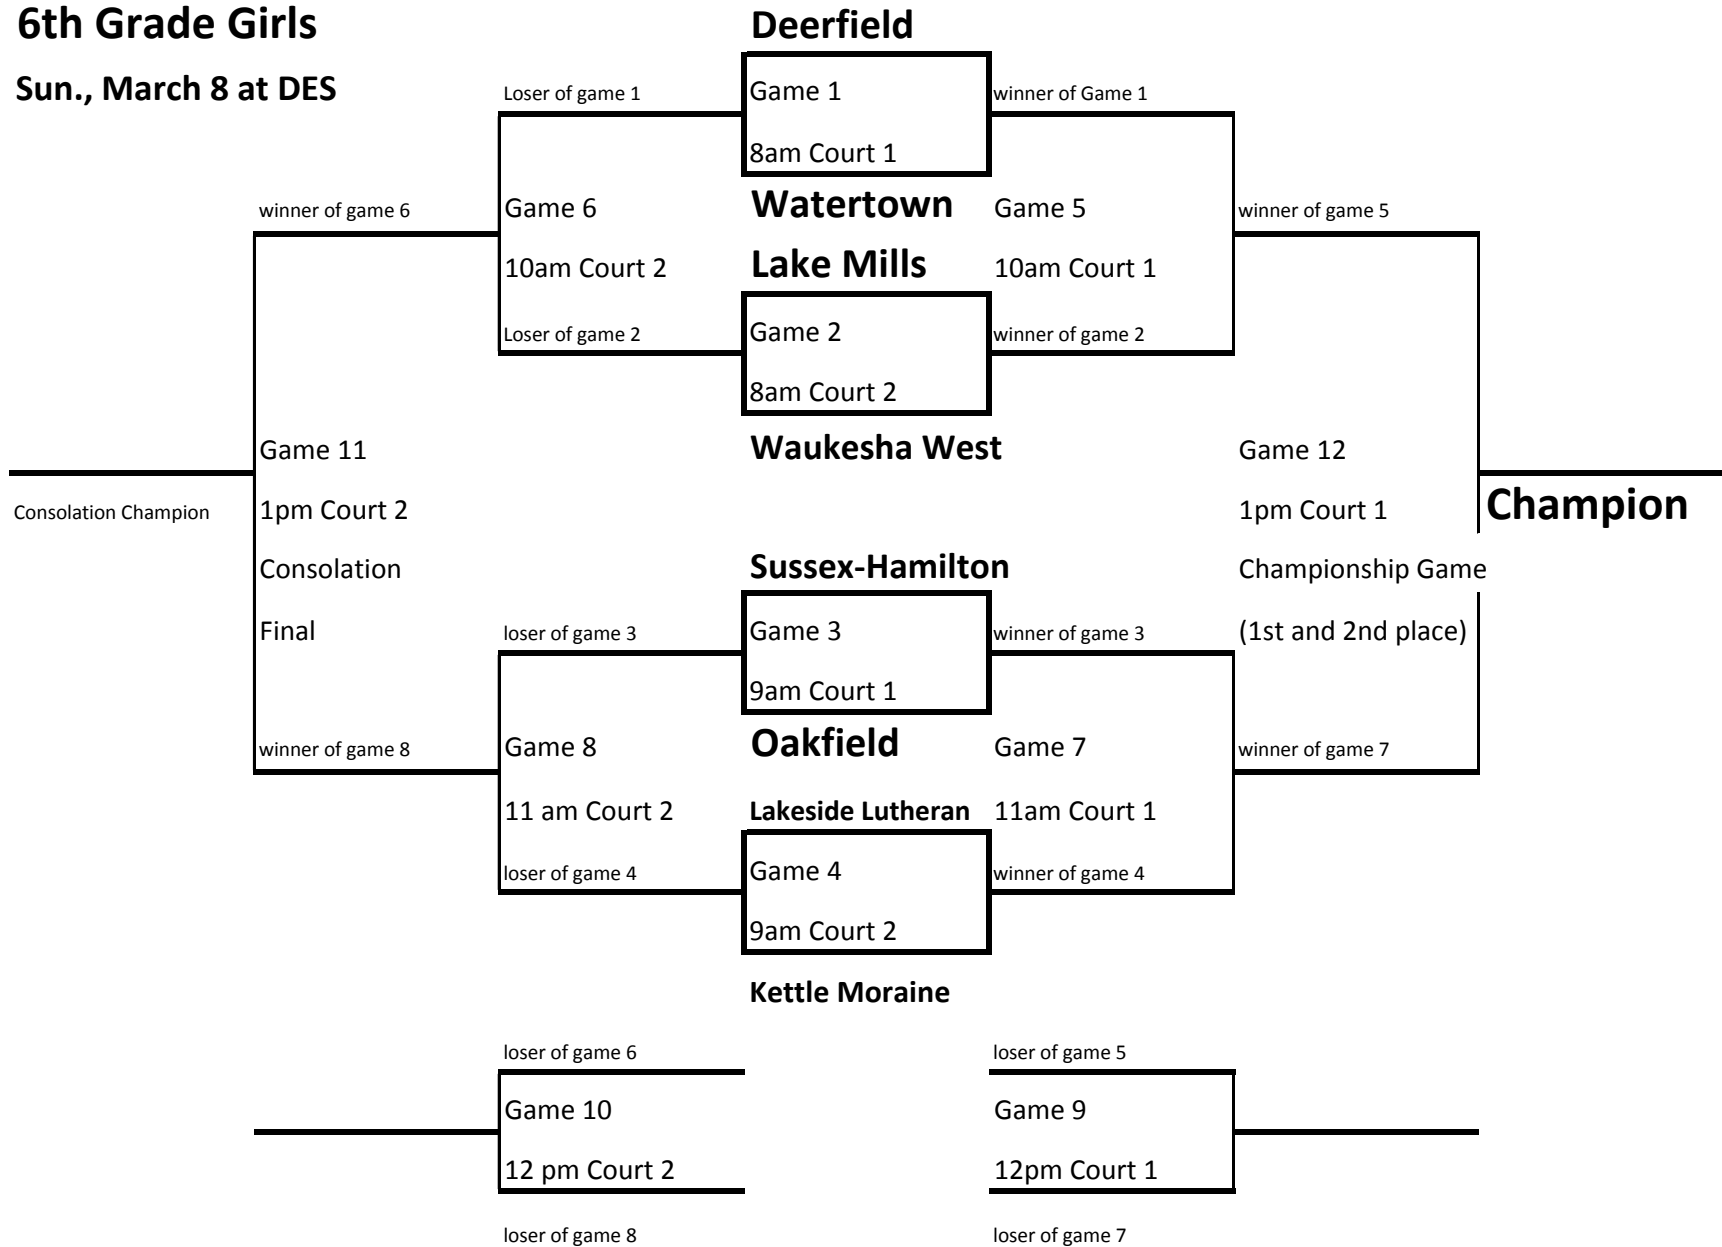 6th Grade Girls
Deerfield
Sun., March 8 at DES
Loser of game 1
Game 1
winner of Game 1
8am Court 1
winner of game 6
Game 6
Watertown
Game 5
winner of game 5
10am Court 2
Lake Mills
10am Court 1
Loser of game 2
Game 2
winner of game 2
8am Court 2
Game 11
Waukesha West
Game 12
Consolation Champion
1pm Court 2
1pm Court 1
Champion
Consolation
Sussex-Hamilton
Championship Game
Final
loser of game 3
Game 3
winner of game 3
(1st and 2nd place)
9am Court 1
winner of game 8
Game 8
Oakfield
Game 7
winner of game 7
11 am Court 2
Lakeside Lutheran
11am Court 1
loser of game 4
Game 4
winner of game 4
9am Court 2
Kettle Moraine
loser of game 6
loser of game 5
Game 10
Game 9
12 pm Court 2
12pm Court 1
loser of game 8
loser of game 7